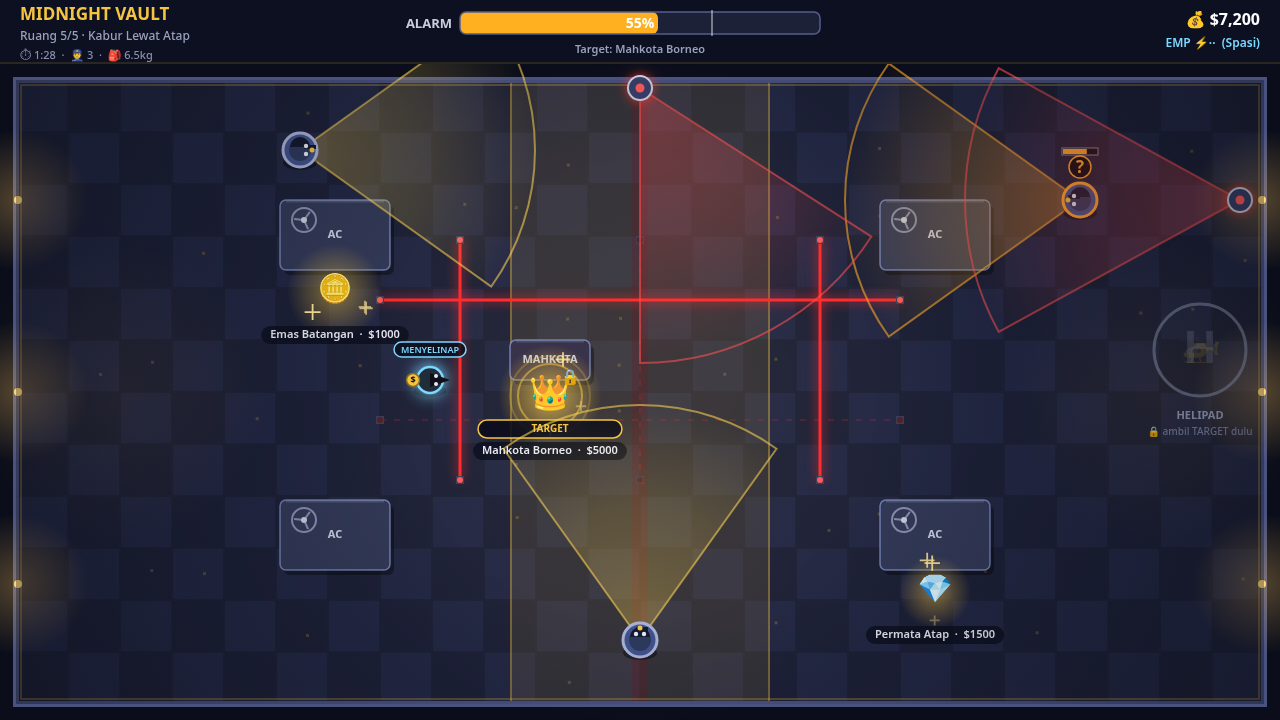 MIDNIGHT VAULT
Ruang 5/5 · Kabur Lewat Atap
⏱ 1:28 · 👮 3 · 🎒 6.5kg
ALARM 55%
Target: Mahkota Borneo
💰 $7,200
EMP ⚡·· (Spasi)
?
AC
AC
Emas Batangan · $1000
MENYELINAP
MAHKOTA
TARGET
Mahkota Borneo · $5000
H
HELIPAD
🔒 ambil TARGET dulu
AC
AC
Permata Atap · $1500